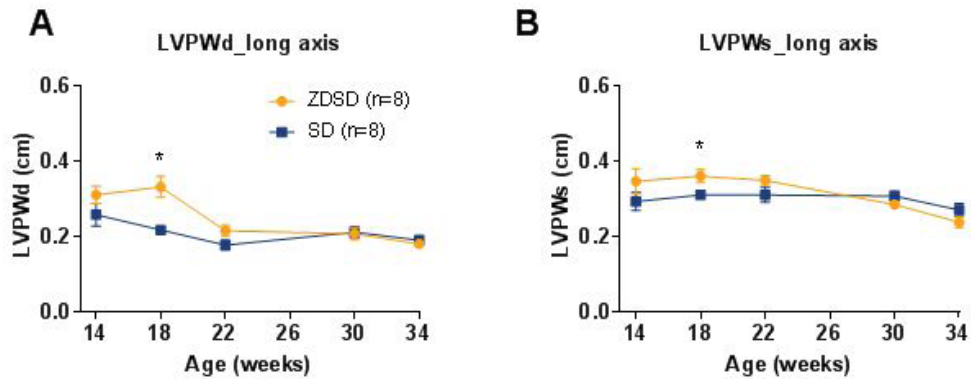 A
LVPWd_long axis
0.6
0.4
0.2
0.0
LVPWd (cm)
ZDSD (n=8)
SD (n=8)
*
14 18 22 26 30 34
Age (weeks)
B
LVPWs_long axis
0.6
0.4
0.2
0.0
LVPWs (cm)
*
14 18 22 26 30 34
Age (weeks)